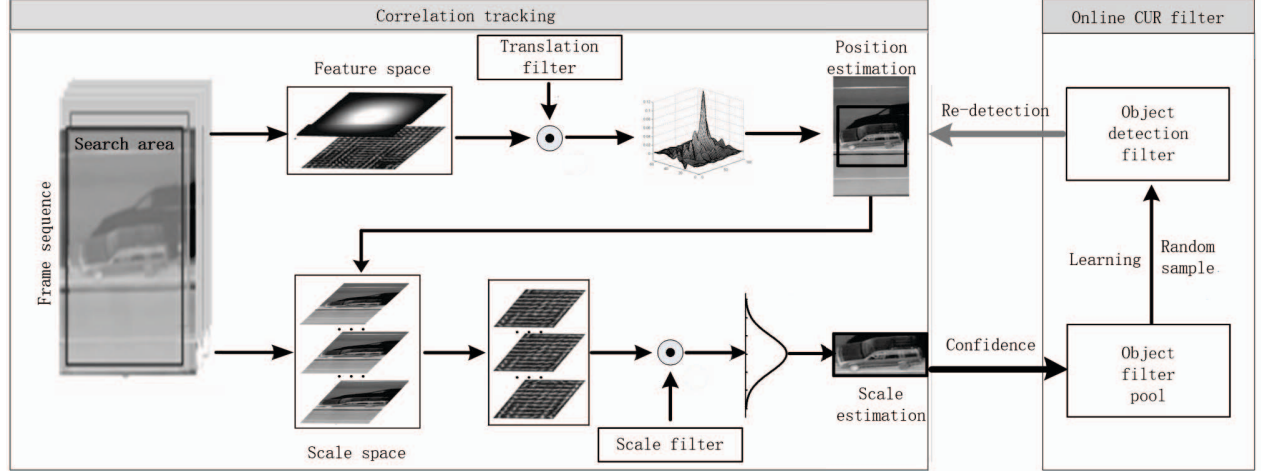 Correlation tracking
Online CUR filter
Translation
filter
Position
estimation
Feature space
Search area
Re-detection
Object
detection
filter
Frame sequence
Learning
Random
sample
Confidence
Object
filter
pool
Scale
estimation
Scale filter
Scale space